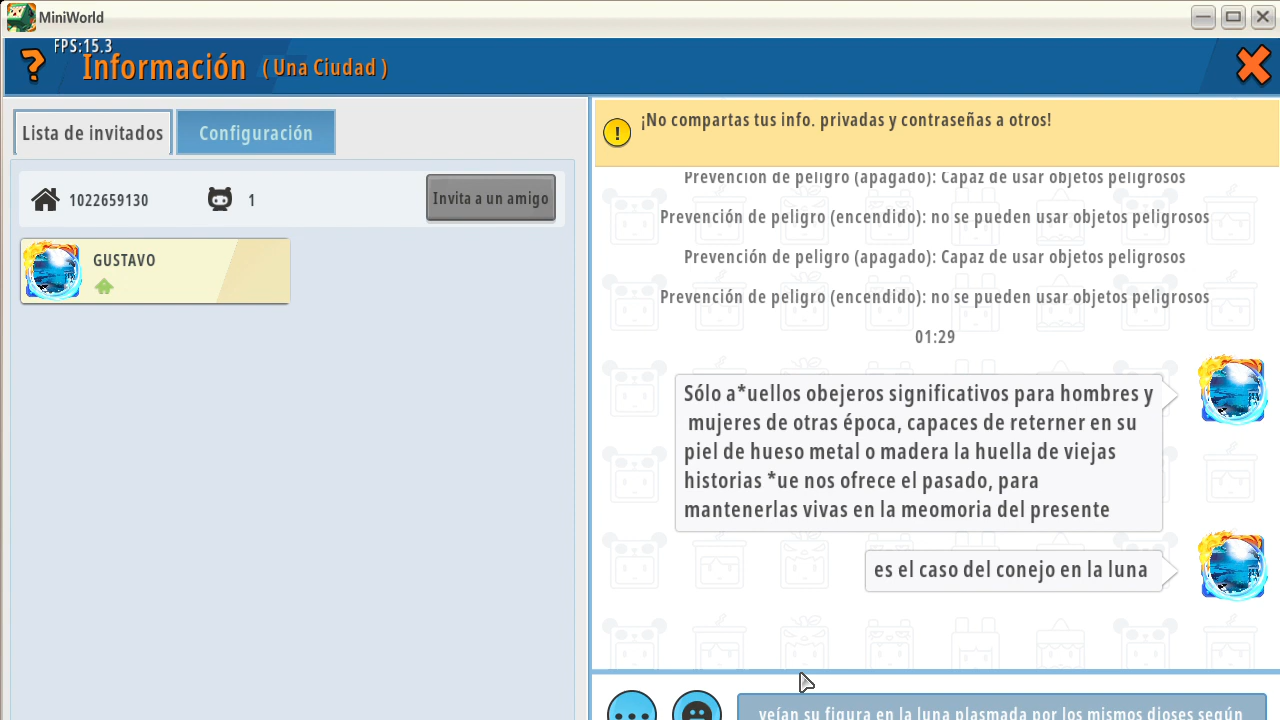 MiniWorld
FPS:15.3
Información ( Una Ciudad )
Lista de invitados
Configuración
1022659130
1
Invita a un amigo
GUSTAVO
¡No compartas tus info. privadas y contraseñas a otros!
Prevención de peligro (apagado): Capaz de usar objetos peligrosos
Prevención de peligro (encendido): no se pueden usar objetos peligrosos
Prevención de peligro (apagado): Capaz de usar objetos peligrosos
Prevención de peligro (encendido): no se pueden usar objetos peligrosos
01:29
Sólo a*uellos obejeros significativos para hombres y
mujeres de otras época, capaces de reterner en su
piel de hueso metal o madera la huella de viejas
historias *ue nos ofrece el pasado, para
mantenerlas vivas en la meomoria del presente
es el caso del conejo en la luna
veían su figura en la luna plasmada por los mismos dioses según